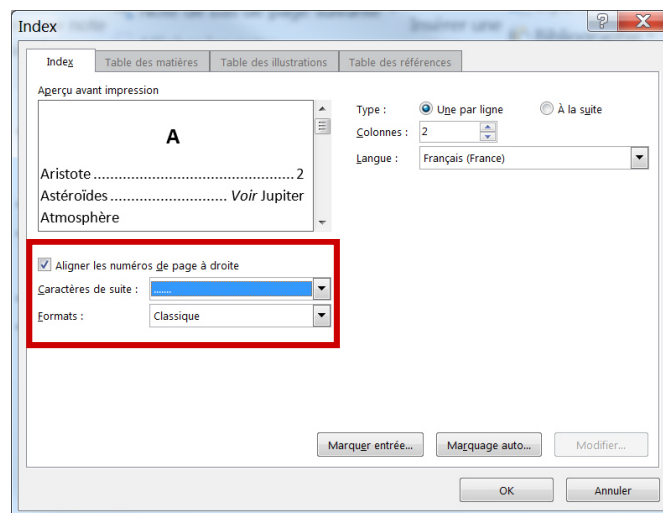 Index
Index Table des matières Table des illustrations Table des références
Aperçu avant impression
A
Aristote ................................................ 2
Astéroïdes ............................ Voir Jupiter
Atmosphère
Type : Une par ligne À la suite
Colonnes : 2
Langue : Français (France)
Aligner les numéros de page à droite
Caractères de suite : .......
Formats : Classique
Marquer entrée... Marquage auto... Modifier...
OK Annuler